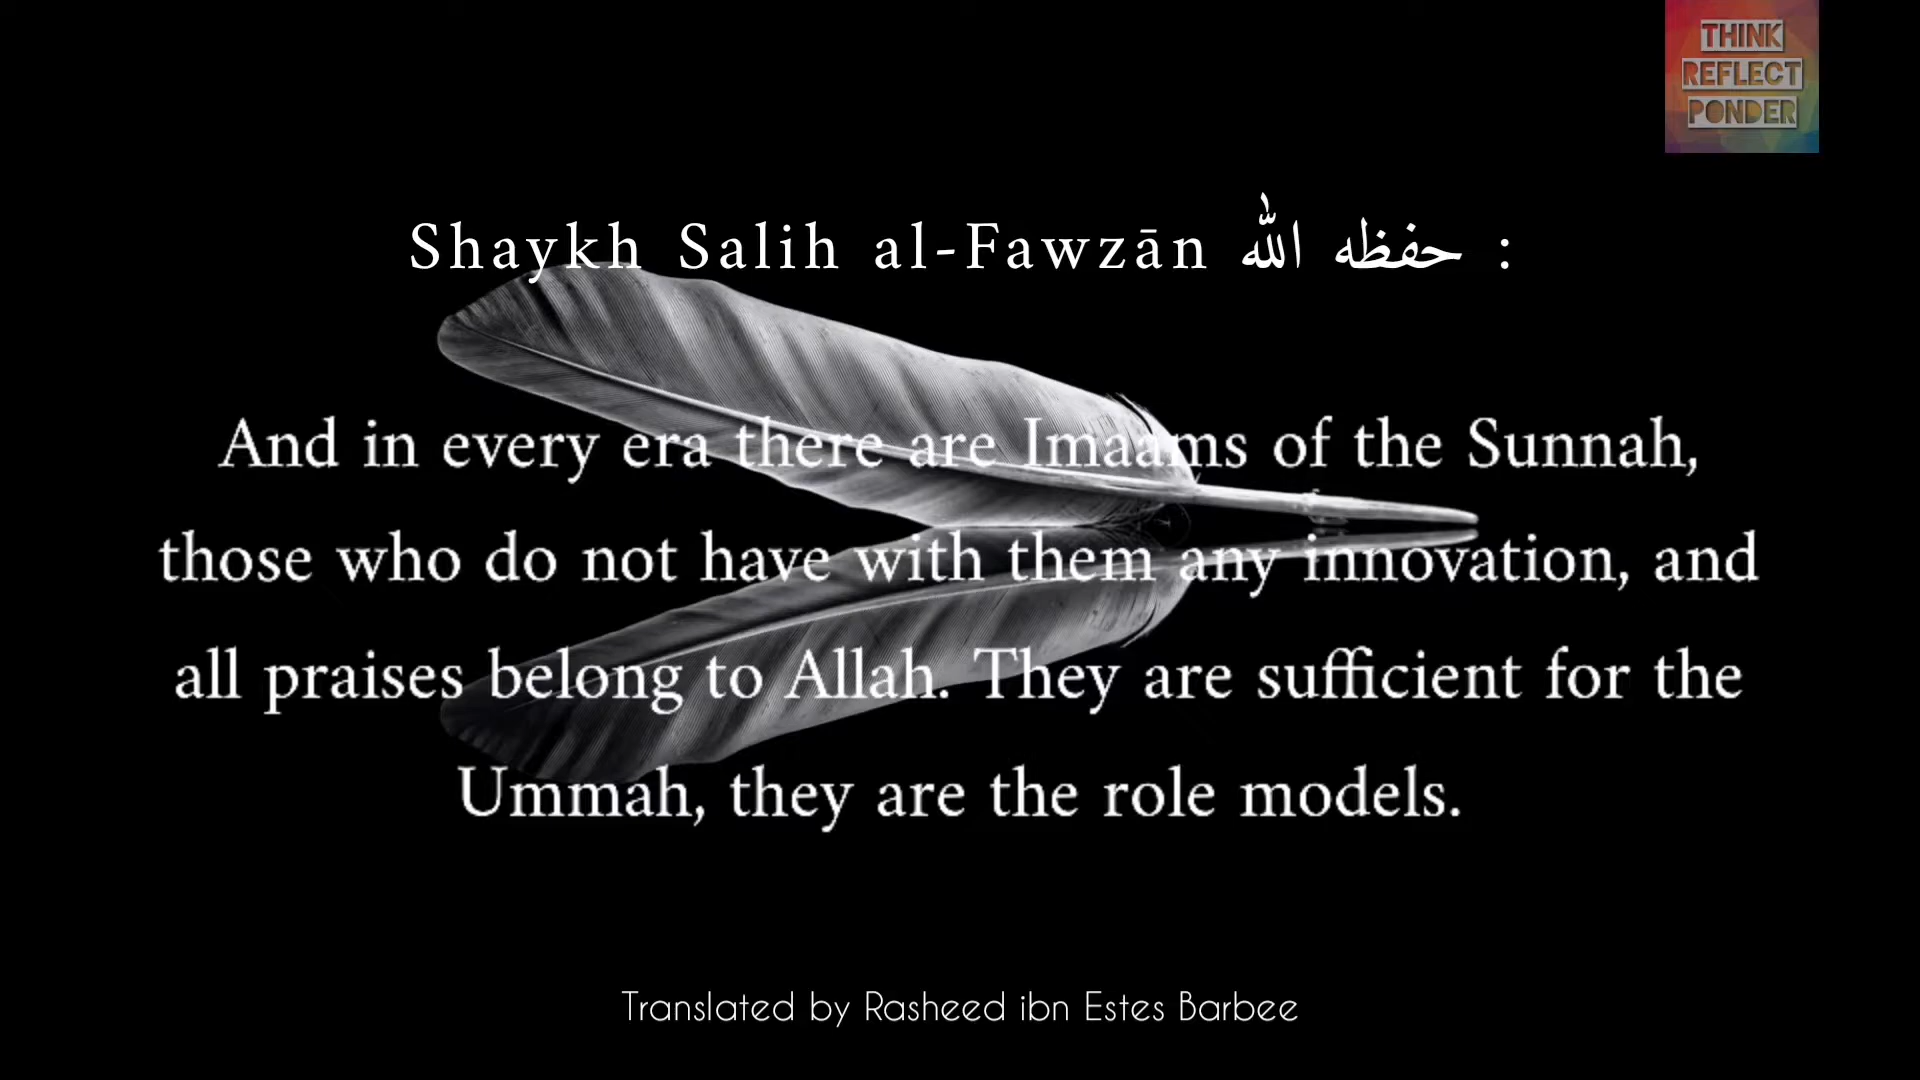 THINK
REFLECT
PONDER
Shaykh Salih al-Fawzān حفظه الله :
And in every era there are Imaams of the Sunnah,
those who do not have with them any innovation, and
all praises belong to Allah. They are sufficient for the
Ummah, they are the role models.
Translated by Rasheed ibn Estes Barbee